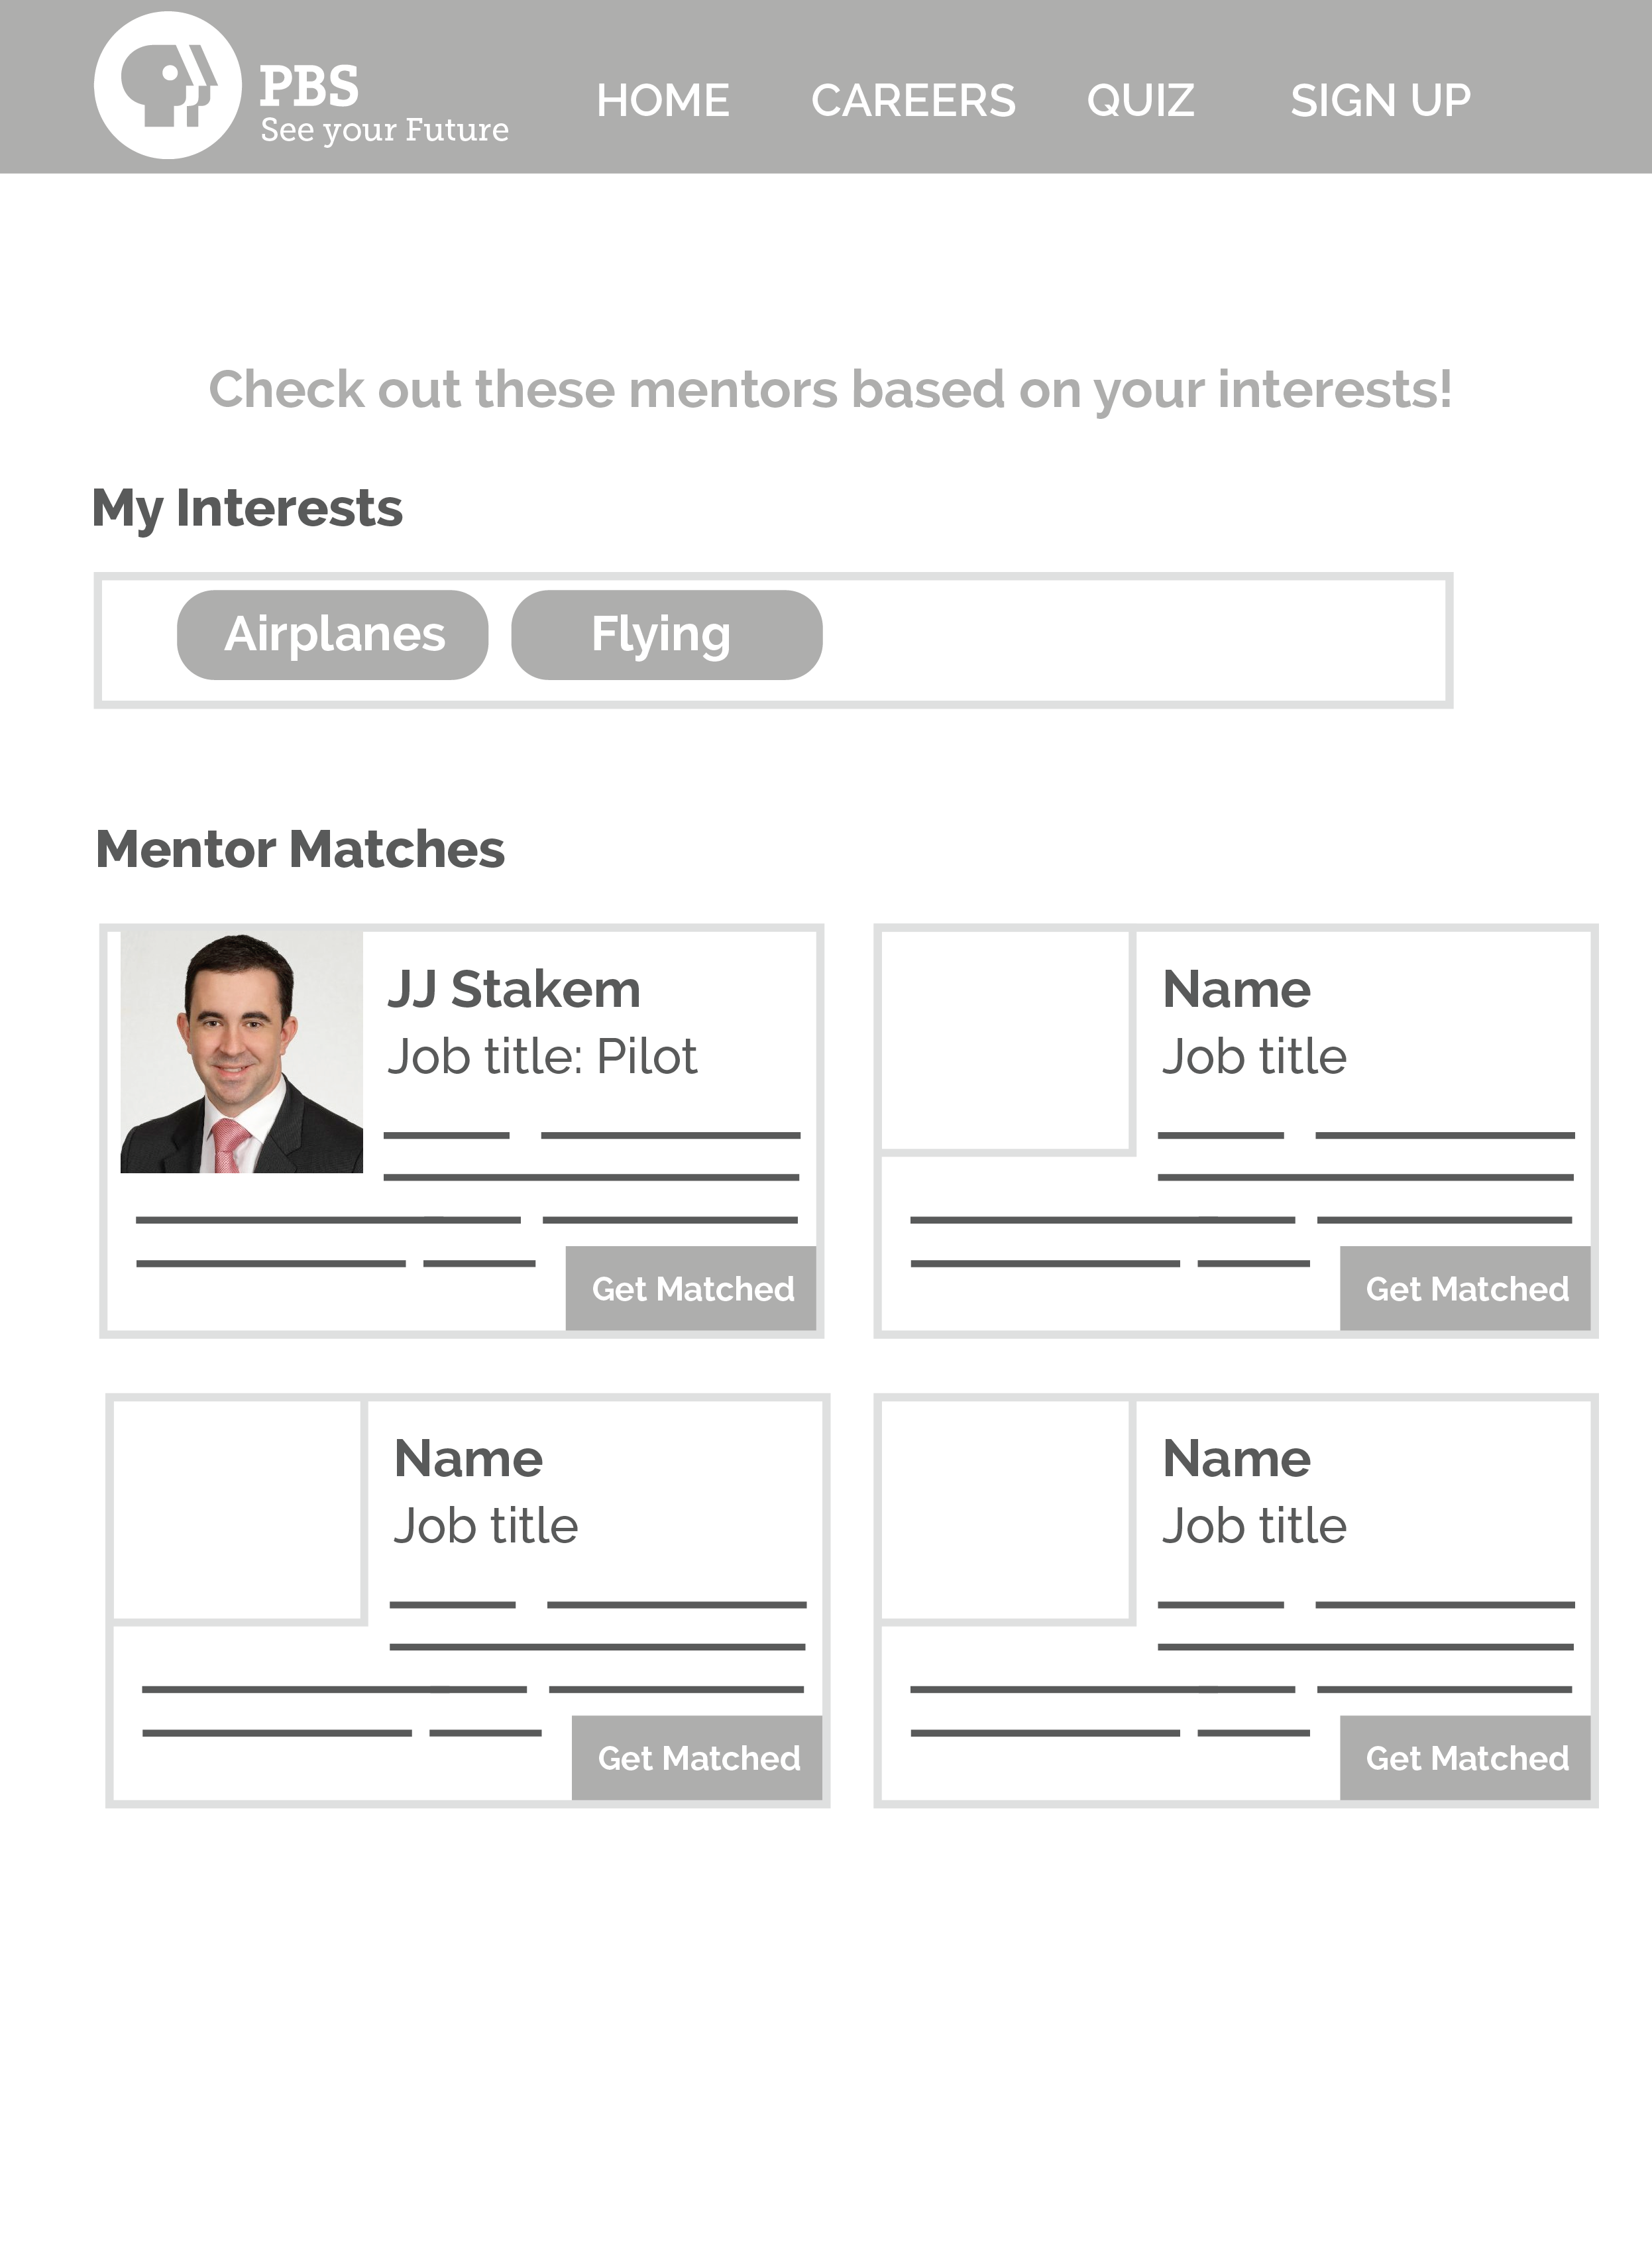 PBS
See your Future
HOME CAREERS QUIZ SIGN UP
Check out these mentors based on your interests!
My Interests
Airplanes Flying
Mentor Matches
JJ Stakem
Job title: Pilot
Get Matched
Name
Job title
Get Matched
Name
Job title
Get Matched
Name
Job title
Get Matched